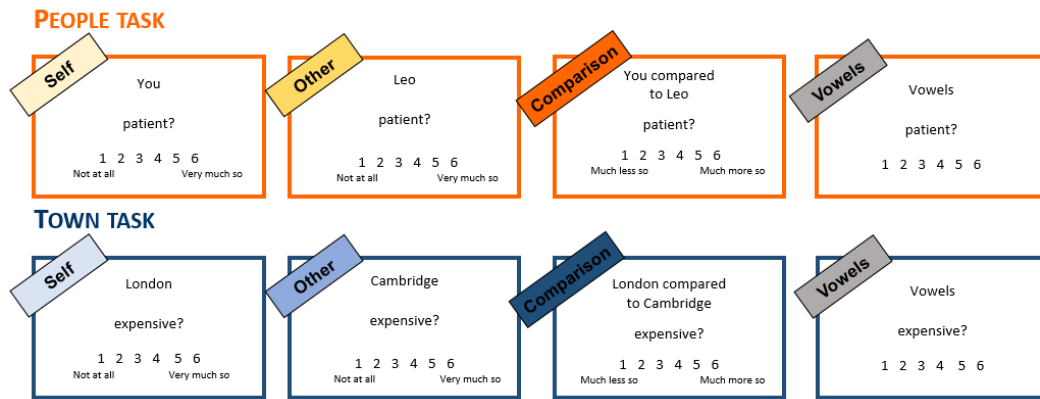 PEOPLE TASK
Self
You
patient?
1 2 3 4 5 6
Not at all Very much so
Other
Leo
patient?
1 2 3 4 5 6
Not at all Very much so
Comparison
You compared
to Leo
patient?
1 2 3 4 5 6
Much less so Much more so
Vowels
Vowels
patient?
1 2 3 4 5 6
TOWN TASK
Self
London
expensive?
1 2 3 4 5 6
Not at all Very much so
Other
Cambridge
expensive?
1 2 3 4 5 6
Not at all Very much so
Comparison
London compared
to Cambridge
expensive?
1 2 3 4 5 6
Much less so Much more so
Vowels
Vowels
expensive?
1 2 3 4 5 6